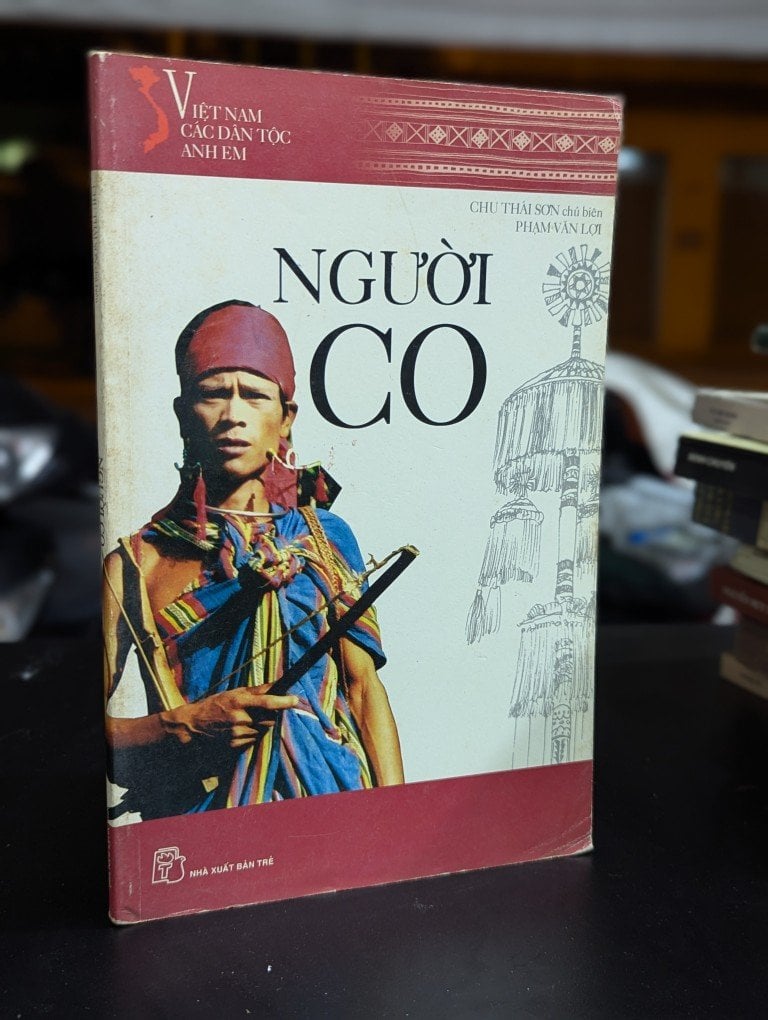 VIỆT NAM
CÁC DÂN TỘC
ANH EM
CHU THÁI SƠN chủ biên
PHẠM VĂN LỢI
NGƯỜI
CO
NHÀ XUẤT BẢN TRẺ